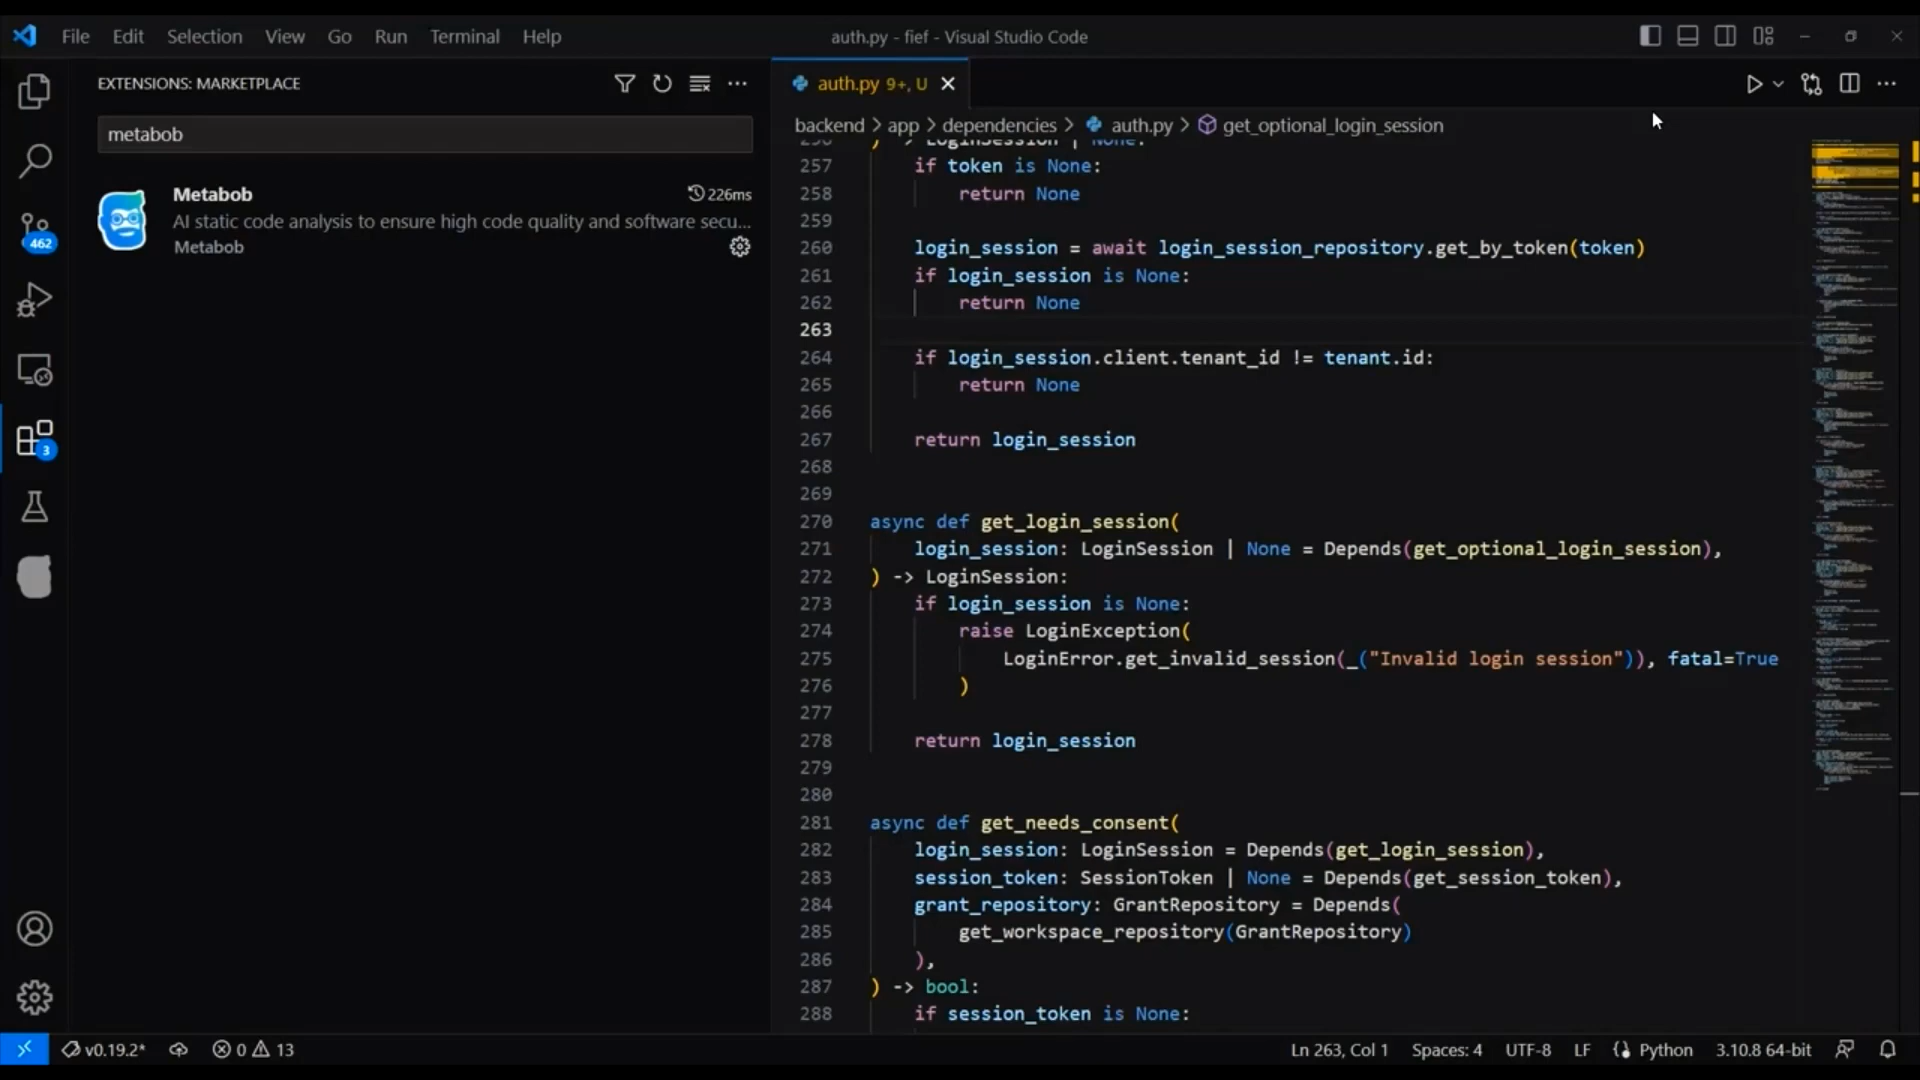 File Edit Selection View Go Run Terminal Help
auth.py - fief - Visual Studio Code
EXTENSIONS: MARKETPLACE
metabob
Metabob
226ms
AI static code analysis to ensure high code quality and software secu...
Metabob
462
3
auth.py 9+, U
backend > app > dependencies > auth.py > get_optional_login_session
256 ) -> LoginSession | None:
257 if token is None:
258 return None
259
260 login_session = await login_session_repository.get_by_token(token)
261 if login_session is None:
262 return None
263
264 if login_session.client.tenant_id != tenant.id:
265 return None
266
267 return login_session
268
269
270 async def get_login_session(
271 login_session: LoginSession | None = Depends(get_optional_login_session),
272 ) -> LoginSession:
273 if login_session is None:
274 raise LoginException(
275 LoginError.get_invalid_session(_("Invalid login session")), fatal=True
276 )
277
278 return login_session
279
280
281 async def get_needs_consent(
282 login_session: LoginSession = Depends(get_login_session),
283 session_token: SessionToken | None = Depends(get_session_token),
284 grant_repository: GrantRepository = Depends(
285 get_workspace_repository(GrantRepository)
286 ),
287 ) -> bool:
288 if session_token is None:
v0.19.2* 0 13
Ln 263, Col 1 Spaces: 4 UTF-8 LF Python 3.10.8 64-bit